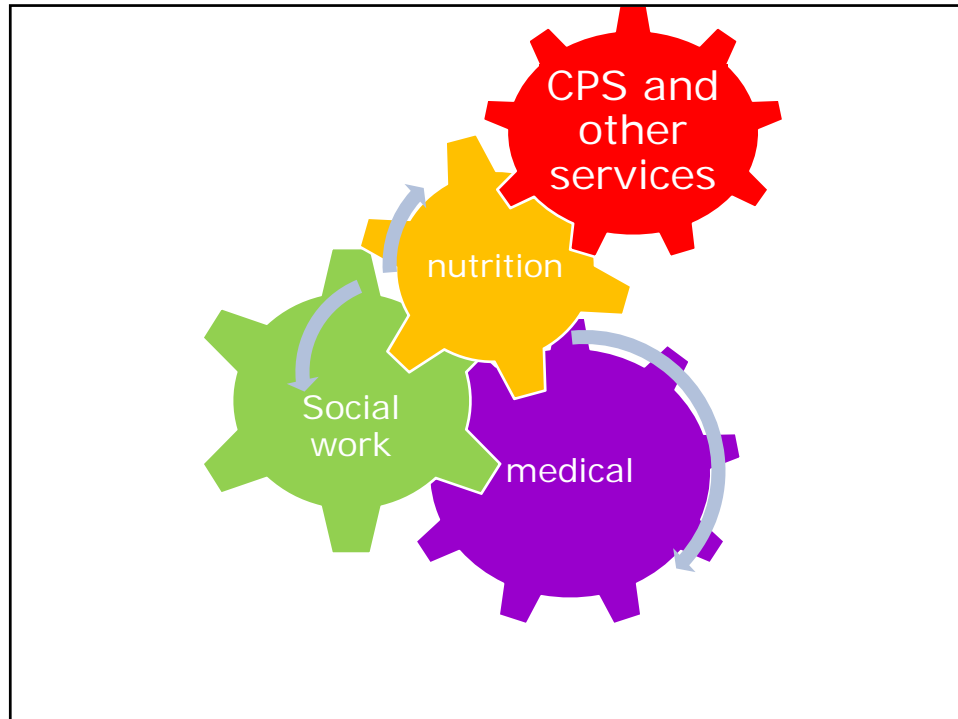 CPS and
other
services
nutrition
Social
work
medical